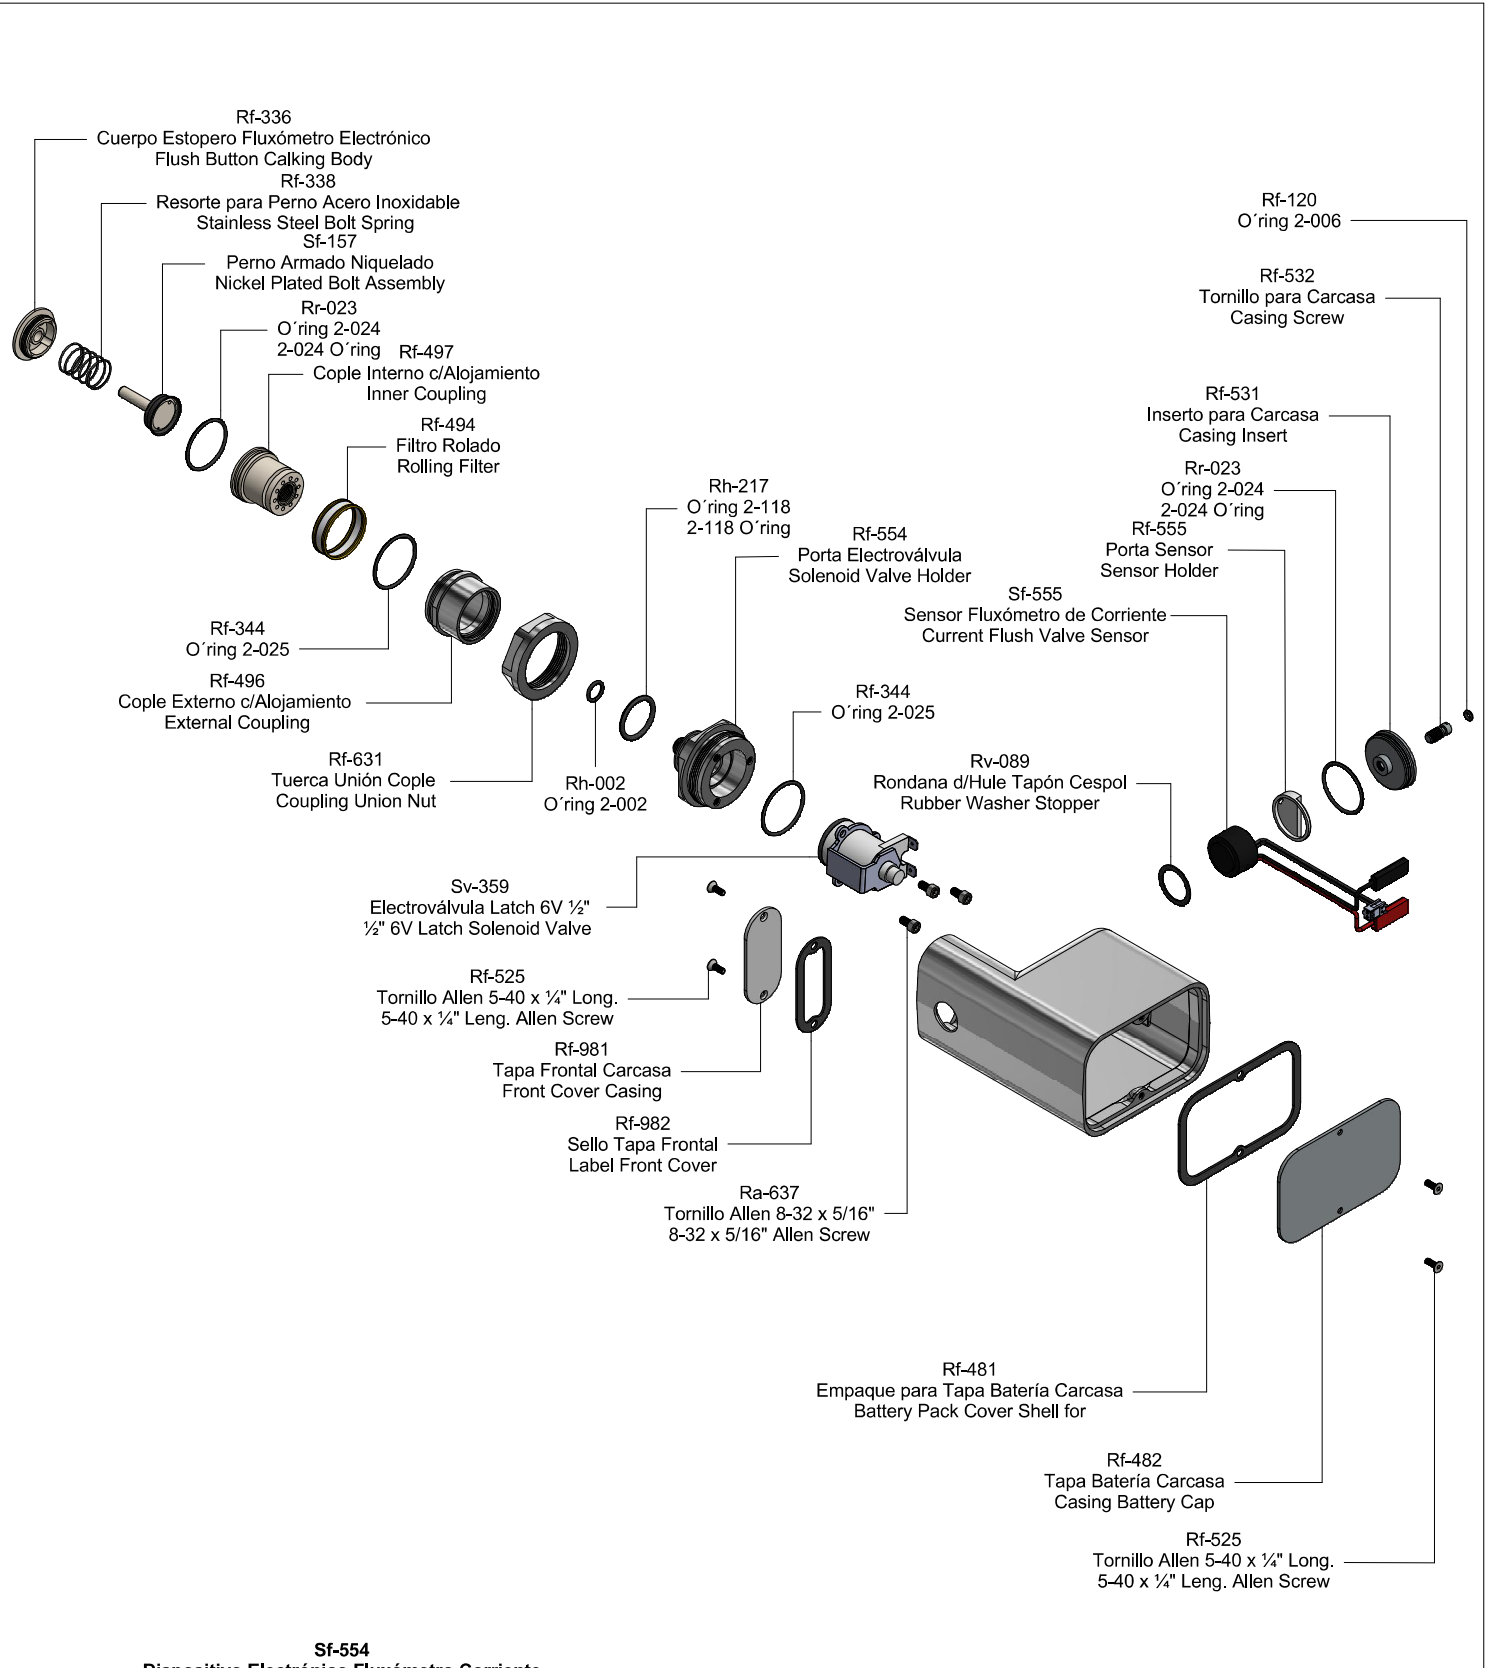 Rf-336
Cuerpo Estopero Fluxómetro Electrónico
Flush Button Calking Body
Rf-338
Resorte para Perno Acero Inoxidable
Stainless Steel Bolt Spring
Sf-157
Perno Armado Niquelado
Nickel Plated Bolt Assembly
Rr-023
O´ring 2-024
2-024 O´ring
Rf-497
Cople Interno c/Alojamiento
Inner Coupling
Rf-494
Filtro Rolado
Rolling Filter
Rf-120
O´ring 2-006
Rf-532
Tornillo para Carcasa
Casing Screw
Rf-531
Inserto para Carcasa
Casing Insert
Rr-023
O´ring 2-024
2-024 O´ring
Rf-555
Porta Sensor
Sensor Holder
Sf-555
Sensor Fluxómetro de Corriente
Current Flush Valve Sensor
Rh-217
O´ring 2-118
2-118 O´ring
Rf-554
Porta Electroválvula
Solenoid Valve Holder
Rf-344
O´ring 2-025
Rf-496
Cople Externo c/Alojamiento
External Coupling
Rf-631
Tuerca Unión Cople
Coupling Union Nut
Rh-002
O´ring 2-002
Rf-344
O´ring 2-025
Rv-089
Rondana d/Hule Tapón Cespol
Rubber Washer Stopper
Sv-359
Electroválvula Latch 6V ½"
½" 6V Latch Solenoid Valve
Rf-525
Tornillo Allen 5-40 x ¼" Long.
5-40 x ¼" Leng. Allen Screw
Rf-981
Tapa Frontal Carcasa
Front Cover Casing
Rf-982
Sello Tapa Frontal
Label Front Cover
Ra-637
Tornillo Allen 8-32 x 5/16"
8-32 x 5/16" Allen Screw
Rf-481
Empaque para Tapa Batería Carcasa
Battery Pack Cover Shell for
Rf-482
Tapa Batería Carcasa
Casing Battery Cap
Rf-525
Tornillo Allen 5-40 x ¼" Long.
5-40 x ¼" Leng. Allen Screw
Sf-554
Dispositivo Electrónico Fluxómetro Corriente